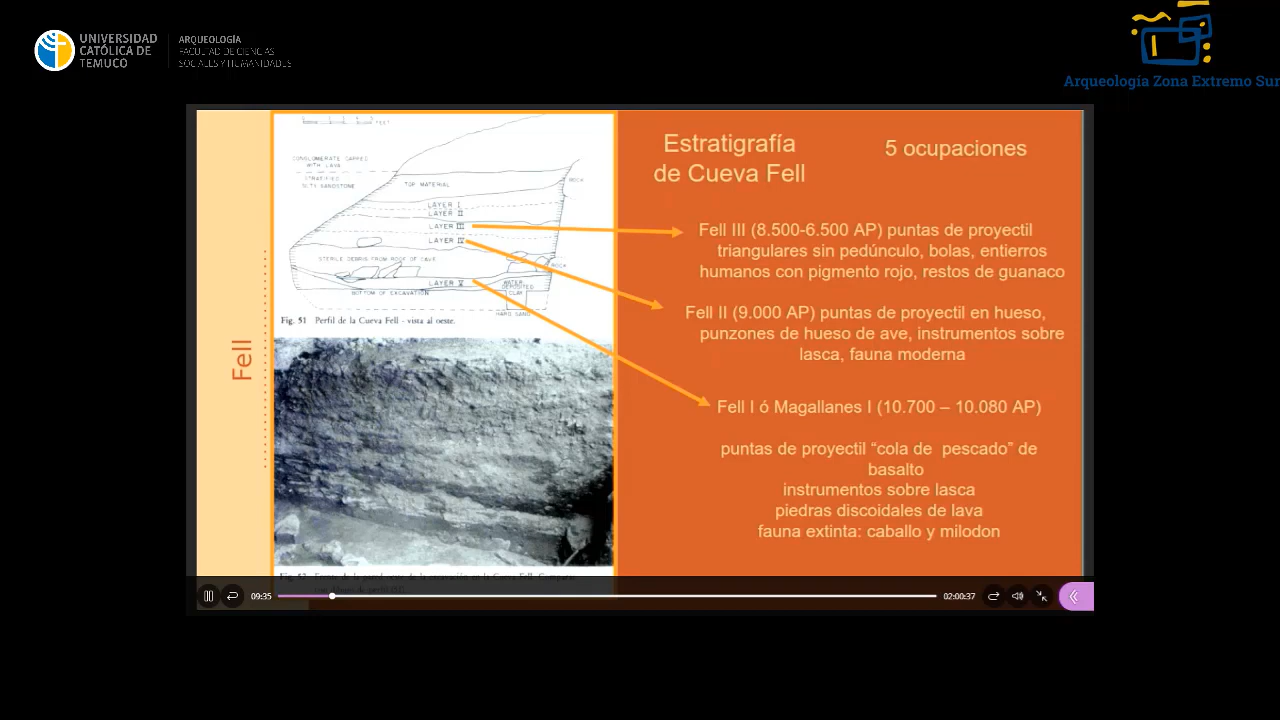 UNIVERSIDAD
CATÓLICA DE
TEMUCO
ARQUEOLOGÍA
FACULTAD DE CIENCIAS
SOCIALES Y HUMANIDADES
Arqueología Zona Extremo Sur
Fell
CONGLOMERATE CAPPED
WITH LAVA
STRATIFIED
SILTY SANDSTONE
TOP MATERIAL
ROCK
LAYER I
LAYER II
LAYER III
LAYER IV
STERILE DEBRIS FROM ROOF OF CAVE
ROCK
LAYER V
WATER
DEPOSITED
CLAY
BOTTOM OF EXCAVATION
HARD SAND
Fig. 51 Perfil de la Cueva Fell - vista al oeste.
Estratigrafía
de Cueva Fell
5 ocupaciones
Fell III (8.500-6.500 AP) puntas de proyectil
triangulares sin pedúnculo, bolas, entierros
humanos con pigmento rojo, restos de guanaco
Fell II (9.000 AP) puntas de proyectil en hueso,
punzones de hueso de ave, instrumentos sobre
lasca, fauna moderna
Fell I ó Magallanes I (10.700 – 10.080 AP)
puntas de proyectil “cola de pescado” de
basalto
instrumentos sobre lasca
piedras discoidales de lava
fauna extinta: caballo y milodon
09:35
02:00:37